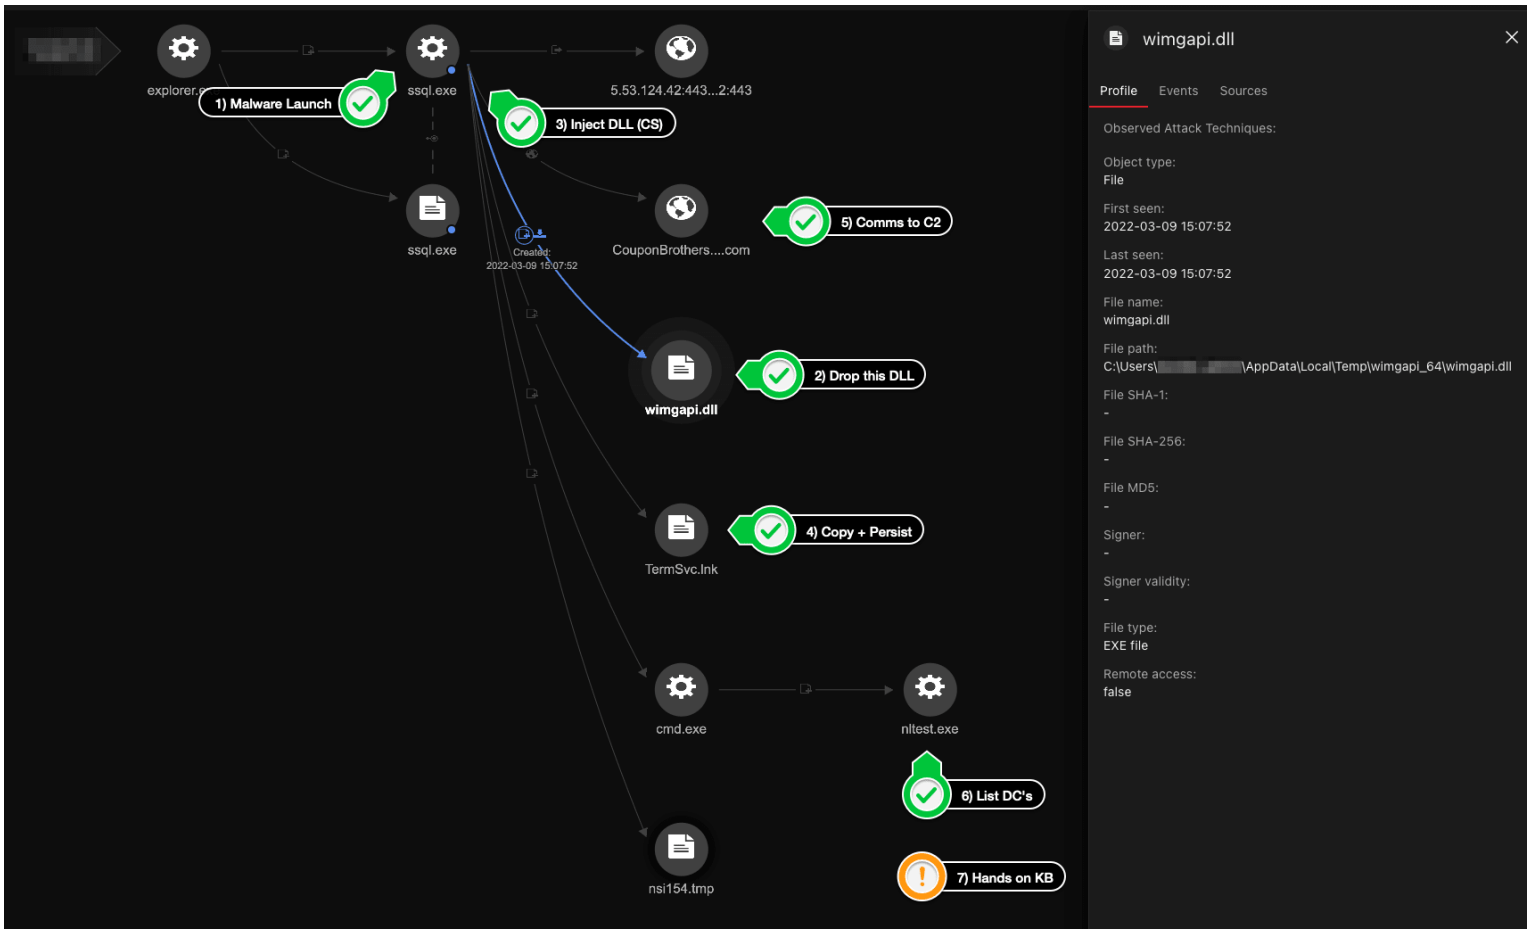 explorer.e
1) Malware Launch
ssql.exe
5.53.124.42:443...2:443
3) Inject DLL (CS)
ssql.exe
Created:
2022-03-09 15:07:52
CouponBrothers....com
5) Comms to C2
wimgapi.dll
2) Drop this DLL
TermSvc.lnk
4) Copy + Persist
cmd.exe
nltest.exe
6) List DC's
nsi154.tmp
7) Hands on KB
wimgapi.dll
Profile Events Sources
Observed Attack Techniques:
Object type:
File
First seen:
2022-03-09 15:07:52
Last seen:
2022-03-09 15:07:52
File name:
wimgapi.dll
File path:
C:\Users\ \AppData\Local\Temp\wimgapi_64\wimgapi.dll
File SHA-1:
-
File SHA-256:
-
File MD5:
-
Signer:
-
Signer validity:
-
File type:
EXE file
Remote access:
false